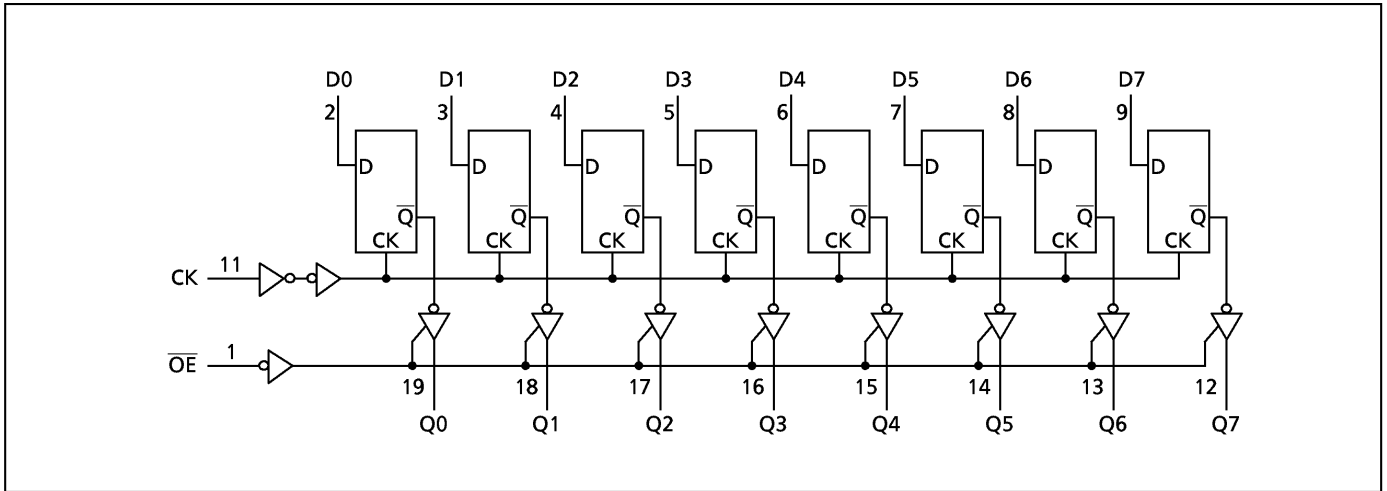 D0 D1 D2 D3 D4 D5 D6 D7
2 3 4 5 6 7 8 9
D D D D D D D D
Q̅ Q̅ Q̅ Q̅ Q̅ Q̅ Q̅ Q̅
CK CK CK CK CK CK CK CK
CK 11
O̅E̅ 1
19 18 17 16 15 14 13 12
Q0 Q1 Q2 Q3 Q4 Q5 Q6 Q7